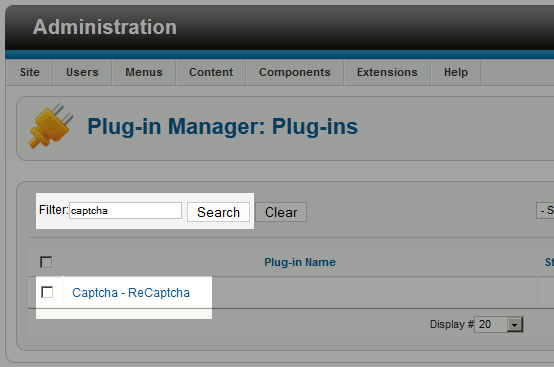 Administration
Site Users Menus Content Components Extensions Help
Plug-in Manager: Plug-ins
Filter: captcha Search Clear - S
Plug-in Name St
Captcha - ReCaptcha
Display # 20